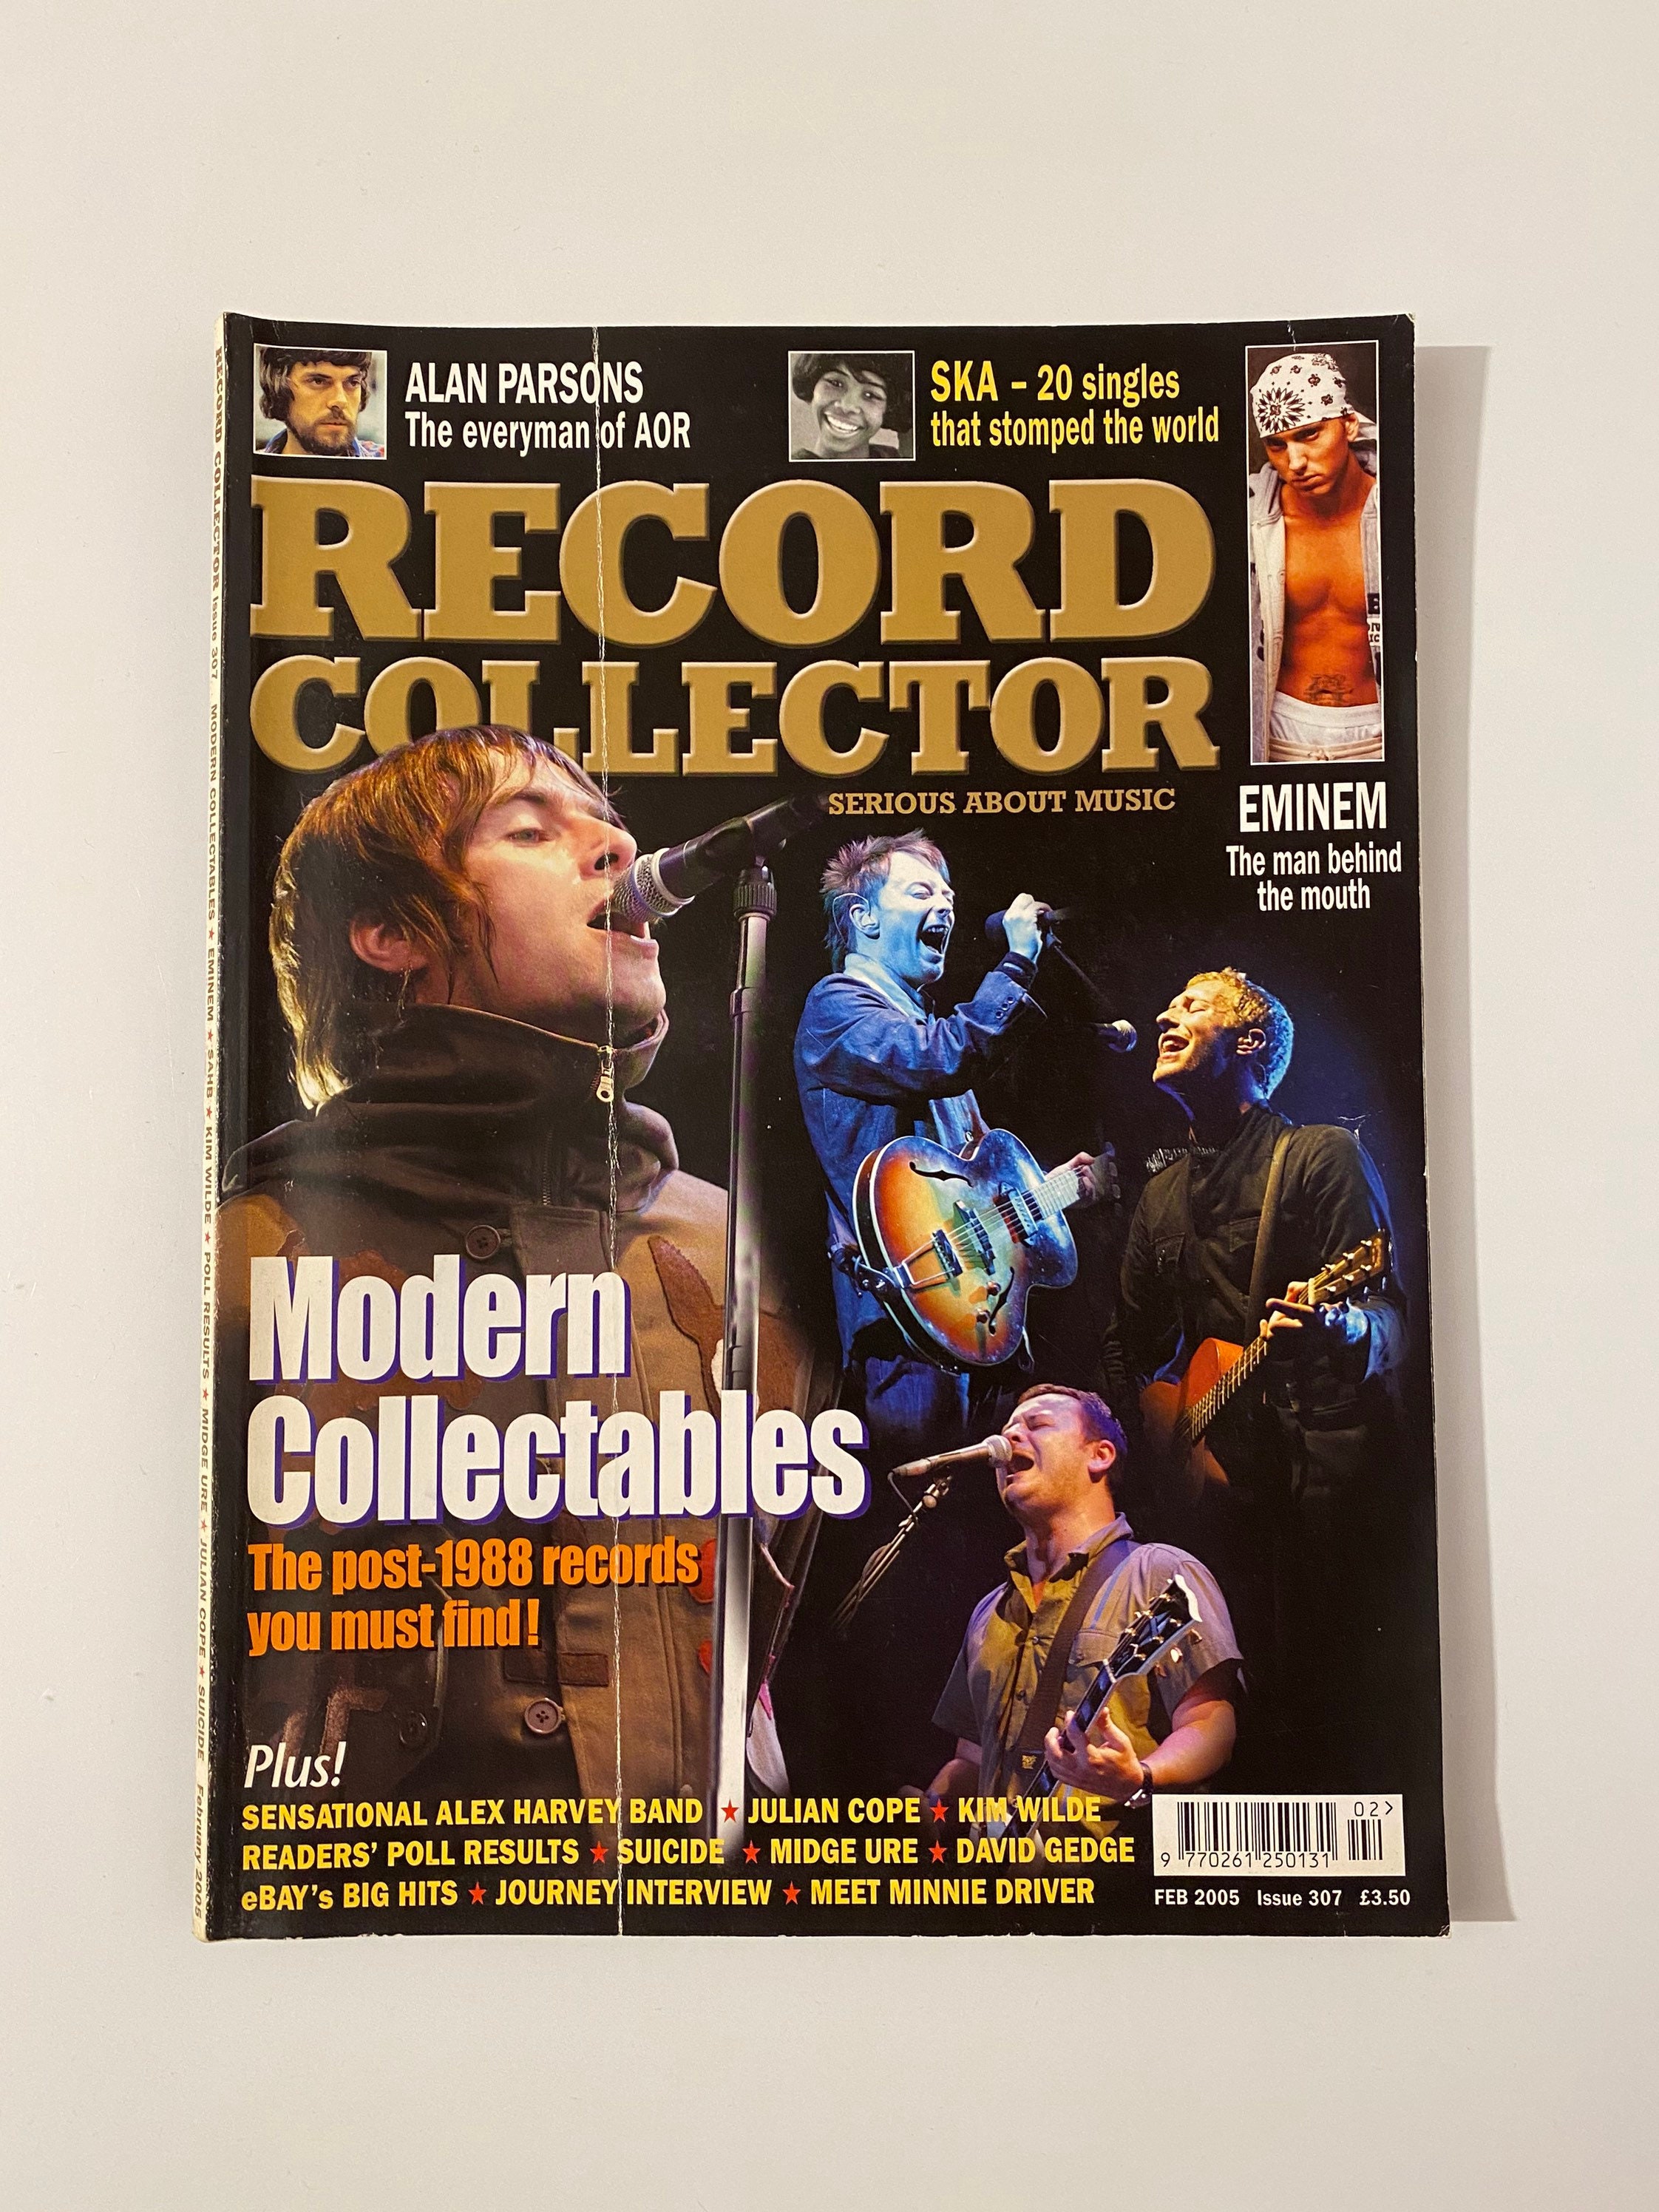 ALAN PARSONS
The everyman of AOR
SKA – 20 singles
that stomped the world
RECORD
COLLECTOR
SERIOUS ABOUT MUSIC
EMINEM
The man behind
the mouth
Modern
Collectables
The post-1988 records
you must find!
Plus!
SENSATIONAL ALEX HARVEY BAND ★ JULIAN COPE ★ KIM WILDE
READERS' POLL RESULTS ★ SUICIDE ★ MIDGE URE ★ DAVID GEDGE
eBAY's BIG HITS ★ JOURNEY INTERVIEW ★ MEET MINNIE DRIVER
02>
9 770261 250131
FEB 2005 Issue 307 £3.50
RECORD COLLECTOR Issue 307 MODERN COLLECTABLES ★ EMINEM ★ SAHB ★ KIM WILDE ★ POLL RESULTS ★ MIDGE URE ★ JULIAN COPE ★ SUICIDE February 2005